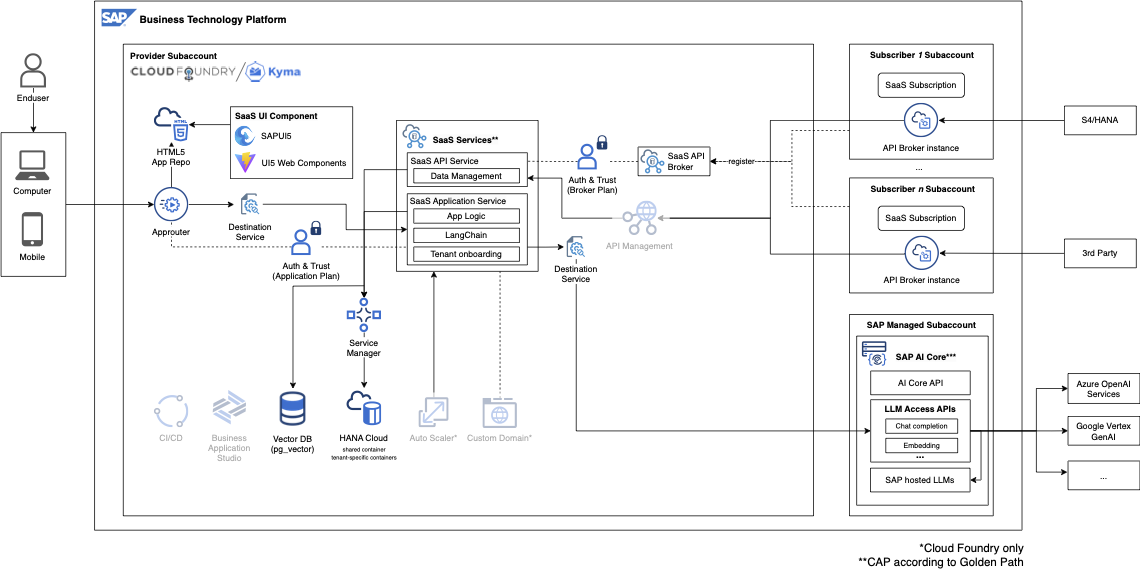 SAP
Business Technology Platform
Provider Subaccount
CLOUD FOUNDRY / Kyma
Enduser
Computer
Mobile
HTML
5
HTML5
App Repo
SaaS UI Component
SAPUI5
UI5 Web Components
Approuter
Destination
Service
Auth & Trust
(Application Plan)
SaaS Services**
SaaS API Service
Data Management
SaaS Application Service
App Logic
LangChain
Tenant onboarding
Auth & Trust
(Broker Plan)
SaaS API
Broker
register
API Management
Destination
Service
Service
Manager
CI/CD
Business
Application
Studio
Vector DB
(pg_vector)
HANA Cloud
shared container
tenant-specific containers
Auto Scaler*
Custom Domain*
Subscriber 1 Subaccount
SaaS Subscription
API Broker instance
...
Subscriber n Subaccount
SaaS Subscription
API Broker instance
S4/HANA
3rd Party
SAP Managed Subaccount
SAP AI Core***
AI Core API
LLM Access APIs
Chat completion
Embedding
...
SAP hosted LLMs
Azure OpenAI
Services
Google Vertex
GenAI
...
*Cloud Foundry only
**CAP according to Golden Path